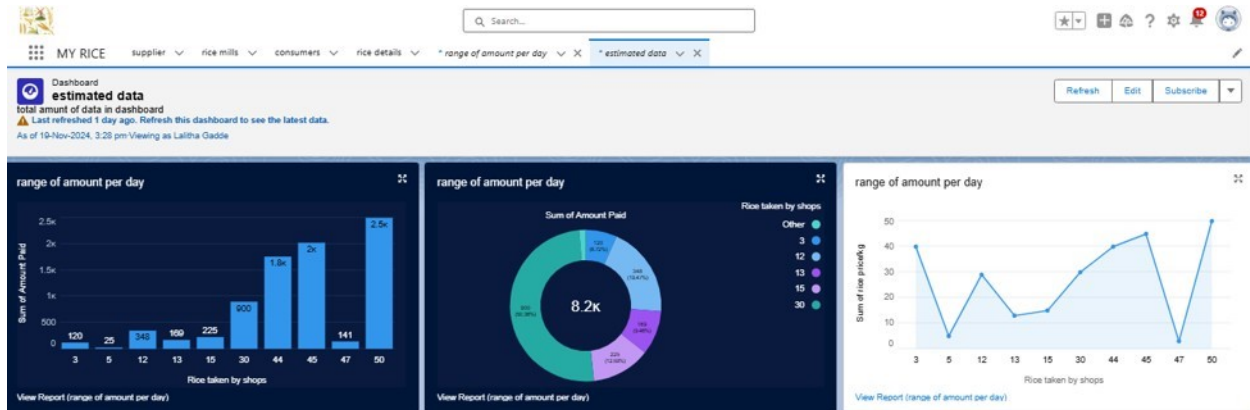 Search...
12
MY RICE supplier rice mills consumers rice details * range of amount per day * estimated data
Dashboard
estimated data
total amunt of data in dashboard
Last refreshed 1 day ago. Refresh this dashboard to see the latest data.
As of 19-Nov-2024, 3:28 pm·Viewing as Lalitha Gadde
Refresh Edit Subscribe
range of amount per day
Sum of Amount Paid
2.5K
2K
1.5K
1K
500
0
120 25 348 169 225 900 1.8K 2K 141 2.5K
3 5 12 13 15 30 44 45 47 50
Rice taken by shops
View Report (range of amount per day)
range of amount per day
Sum of Amount Paid
Rice taken by shops
Other
3
12
13
15
30
8.2K
View Report (range of amount per day)
range of amount per day
Sum of rice price/kg
50
40
30
20
10
0
3 5 12 13 15 30 44 45 47 50
Rice taken by shops
View Report (range of amount per day)